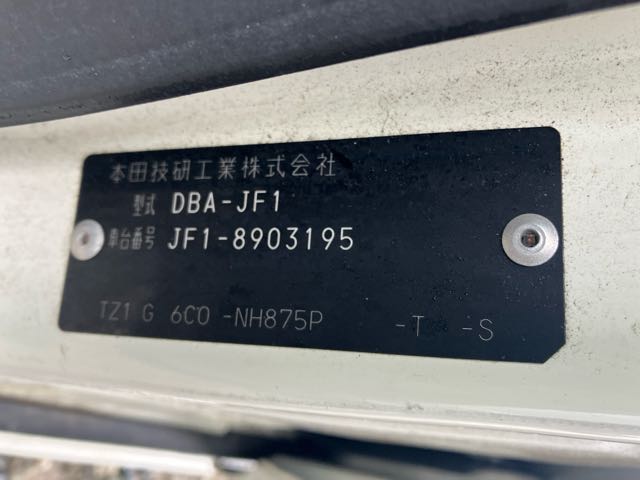 本田技研工業株式会社
型式 DBA-JF1
車台番号 JF1-8903195
TZ1 G 6C0 -NH875P -T -S